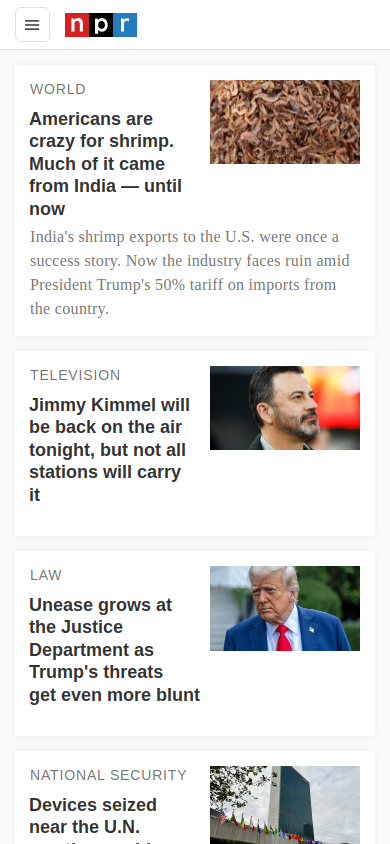 npr
WORLD
Americans are
crazy for shrimp.
Much of it came
from India — until
now
India's shrimp exports to the U.S. were once a
success story. Now the industry faces ruin amid
President Trump's 50% tariff on imports from
the country.
TELEVISION
Jimmy Kimmel will
be back on the air
tonight, but not all
stations will carry
it
LAW
Unease grows at
the Justice
Department as
Trump's threats
get even more blunt
NATIONAL SECURITY
Devices seized
near the U.N.